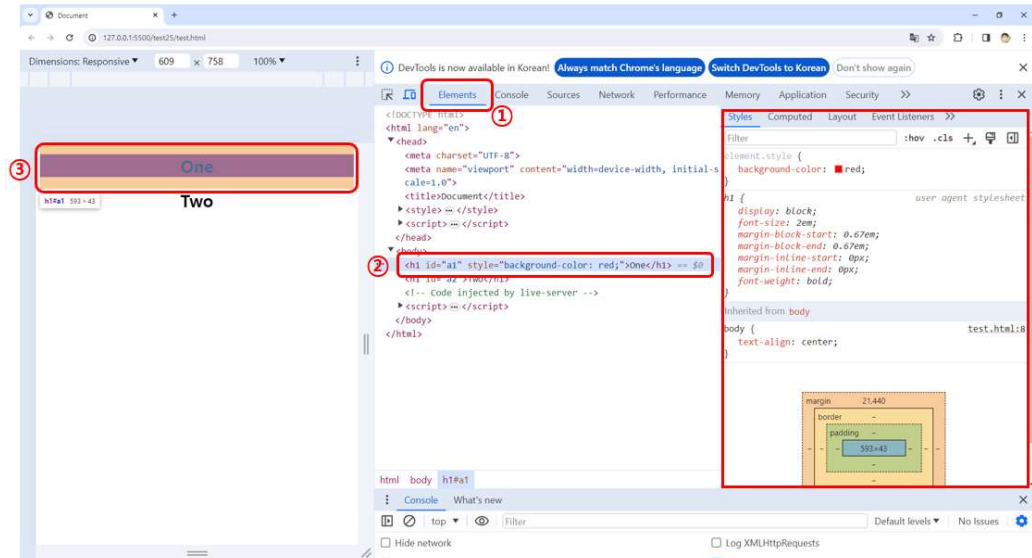 Document
127.0.0.1:5500/test25/test.html
Dimensions: Responsive ▼ 609 × 758 100% ▼
DevTools is now available in Korean! Always match Chrome's language Switch DevTools to Korean Don't show again
Elements Console Sources Network Performance Memory Application Security
①
<!DOCTYPE html>
<html lang="en">
▼<head>
<meta charset="UTF-8">
<meta name="viewport" content="width=device-width, initial-s
cale=1.0">
<title>Document</title>
▶<style> ⋯ </style>
▶<script> ⋯ </script>
</head>
▼<body>
② <h1 id="a1" style="background-color: red;">One</h1> == $0
<h1 id="a2">Two</h1>
<!-- Code injected by live-server -->
▶<script> ⋯ </script>
</body>
</html>
③ One
h1#a1 593 × 43
Two
Styles Computed Layout Event Listeners
Filter :hov .cls
element.style {
background-color: red;
}
h1 { user agent stylesheet
display: block;
font-size: 2em;
margin-block-start: 0.67em;
margin-block-end: 0.67em;
margin-inline-start: 0px;
margin-inline-end: 0px;
font-weight: bold;
}
Inherited from body
body { test.html:8
text-align: center;
}
margin 21.440
border -
padding -
- - - 593×43 - - -
-
-
html body h1#a1
Console What's new
top ▼ Filter Default levels ▼ No Issues
Hide network Log XMLHttpRequests